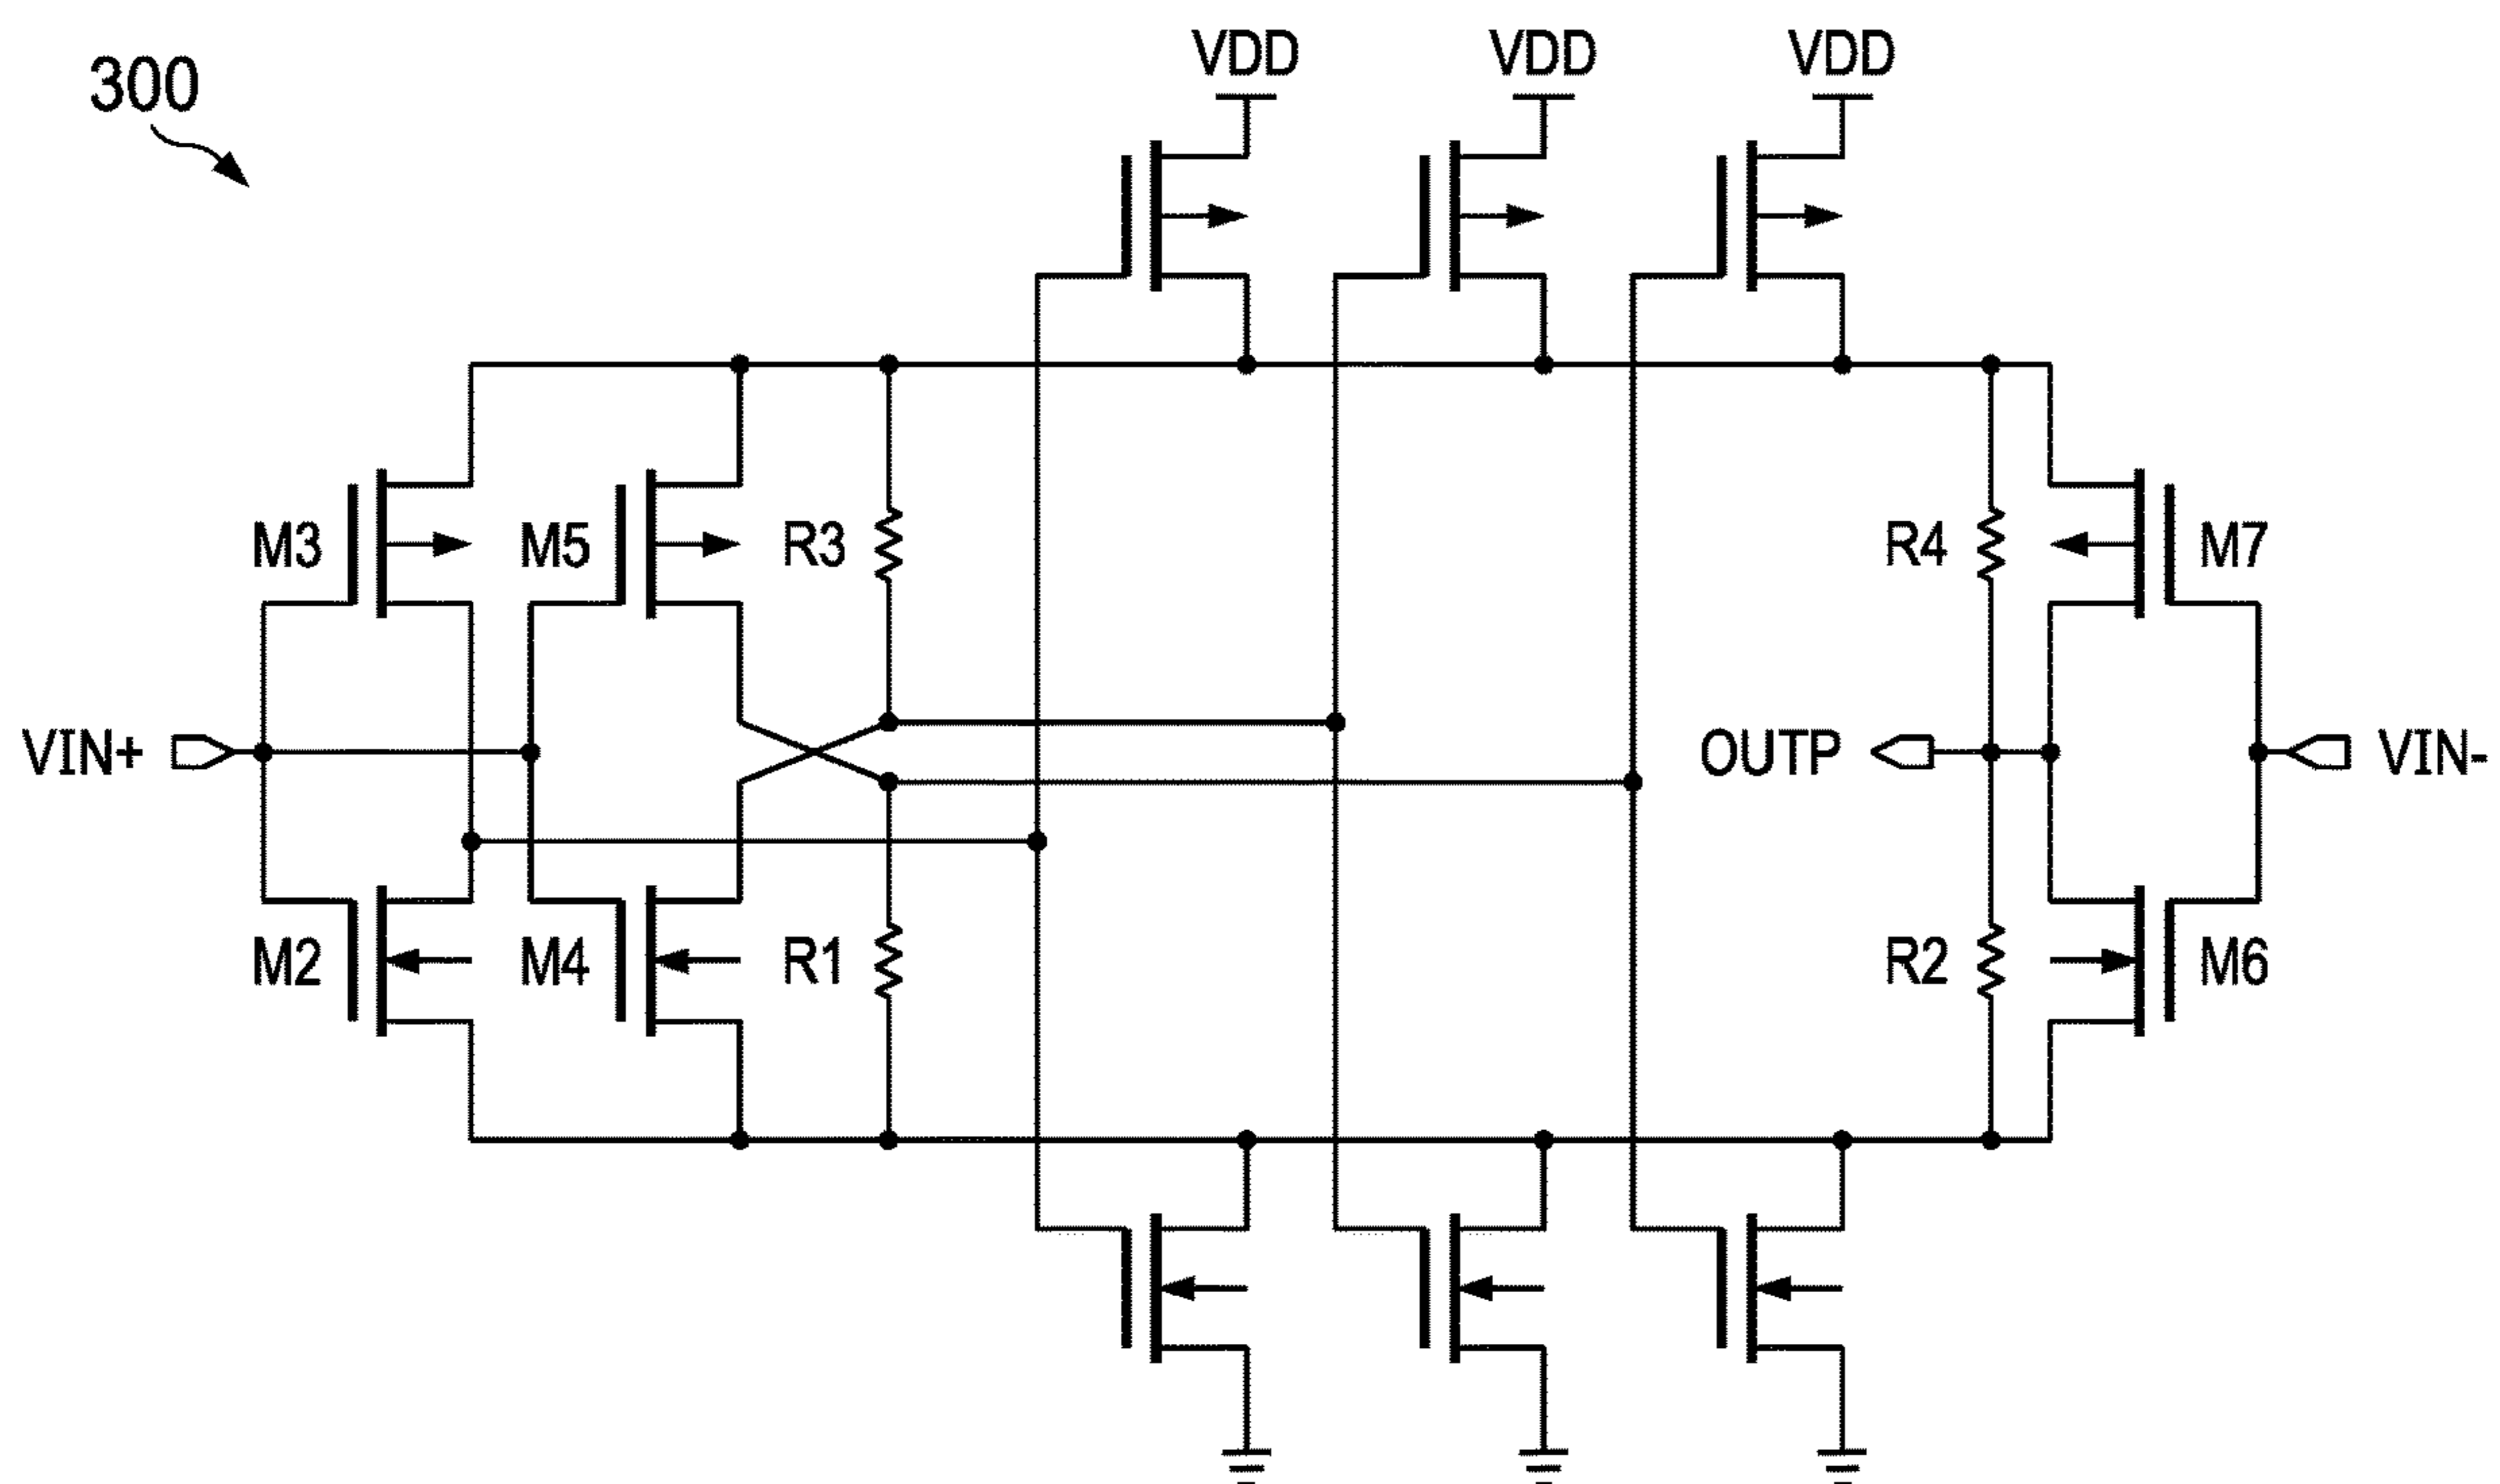 300
VDD VDD VDD
M3 M5 R3 R4 M7
VIN+ OUTP VIN-
M2 M4 R1 R2 M6